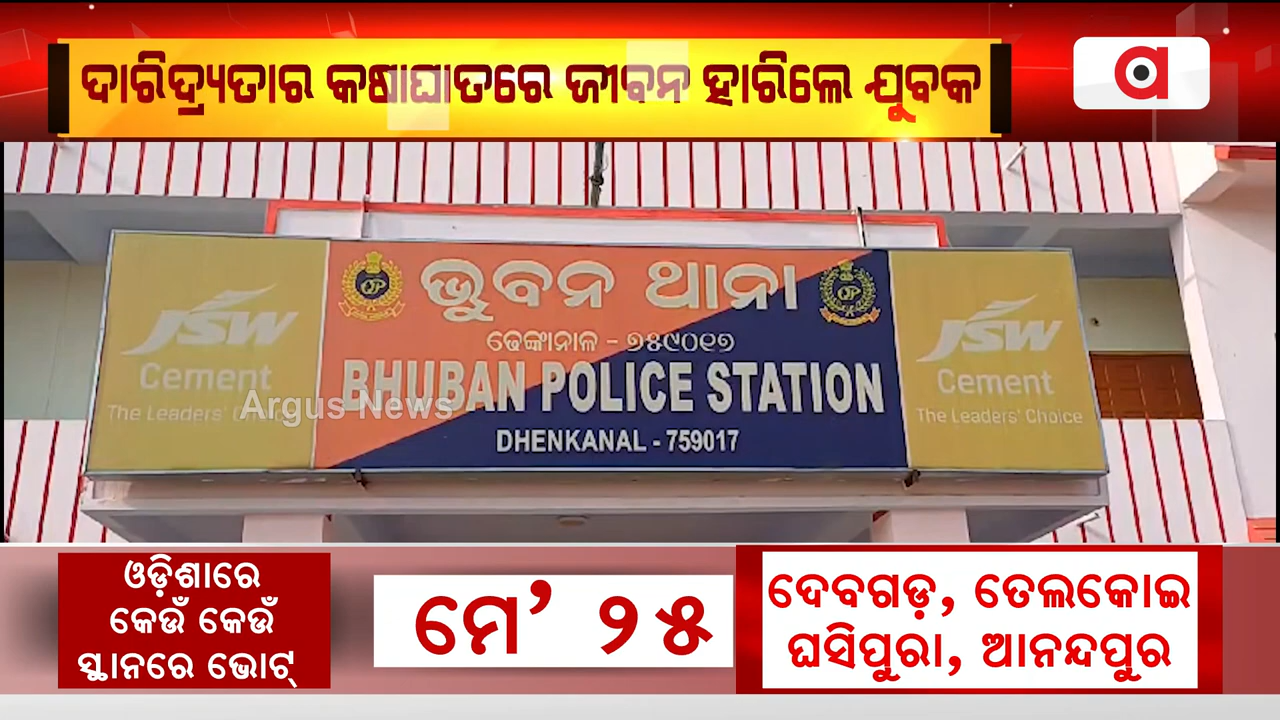 ଦାରିଦ୍ର୍ୟତାର କଷାଘାତରେ ଜୀବନ ହାରିଲେ ଯୁବକ
a
ଭୁବନ ଥାନା
ଢେଙ୍କାନାଳ - ୭୫୯୦୧୭
BHUBAN POLICE STATION
DHENKANAL - 759017
JSW
Cement
The Leaders' Choice
JSW
Cement
The Leaders' Choice
Argus News
ଓଡ଼ିଶାରେ
କେଉଁ କେଉଁ
ସ୍ଥାନରେ ଭୋଟ୍
ମେ' ୨୫
ଦେବଗଡ଼, ତେଲକୋଇ
ଘସିପୁରା, ଆନନ୍ଦପୁର